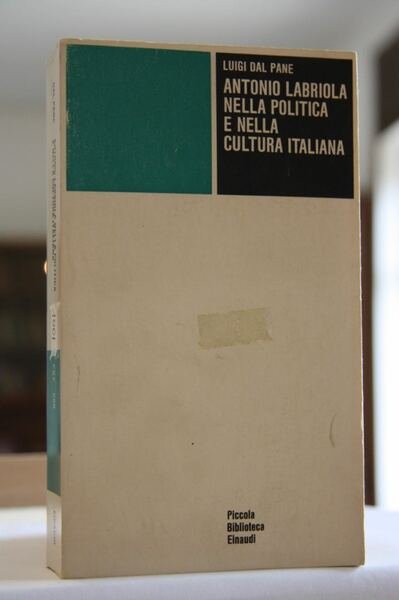 LUIGI DAL PANE
ANTONIO LABRIOLA
NELLA POLITICA
E NELLA
CULTURA ITALIANA
Piccola
Biblioteca
Einaudi